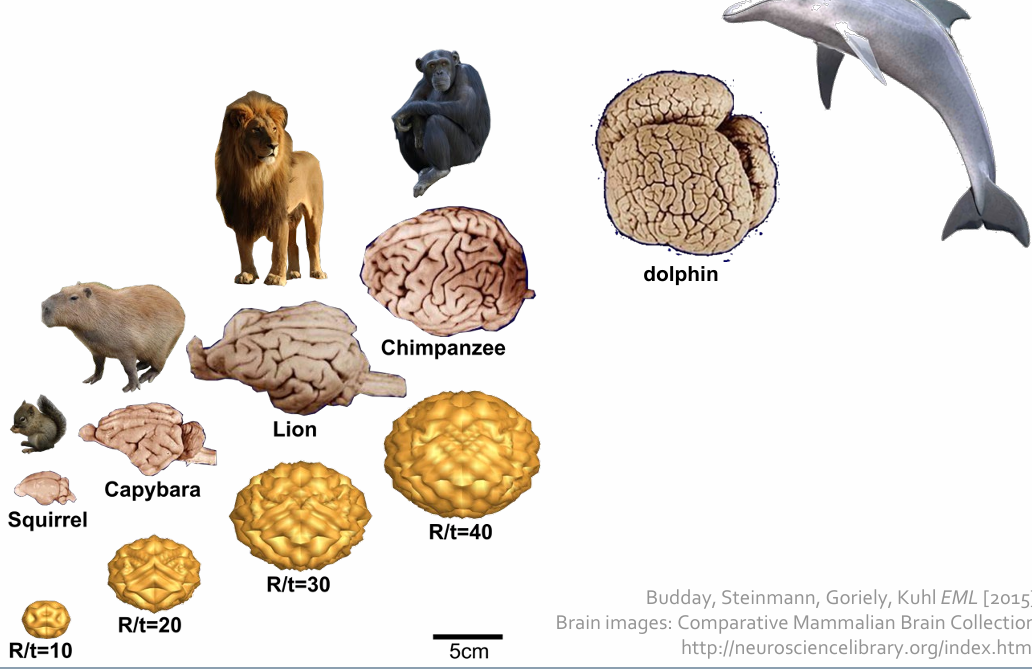 dolphin
Chimpanzee
Lion
Capybara
Squirrel
R/t=40
R/t=30
R/t=20
R/t=10
5cm
Budday, Steinmann, Goriely, Kuhl EML [2015]
Brain images: Comparative Mammalian Brain Collection
http://neurosciencelibrary.org/index.htm